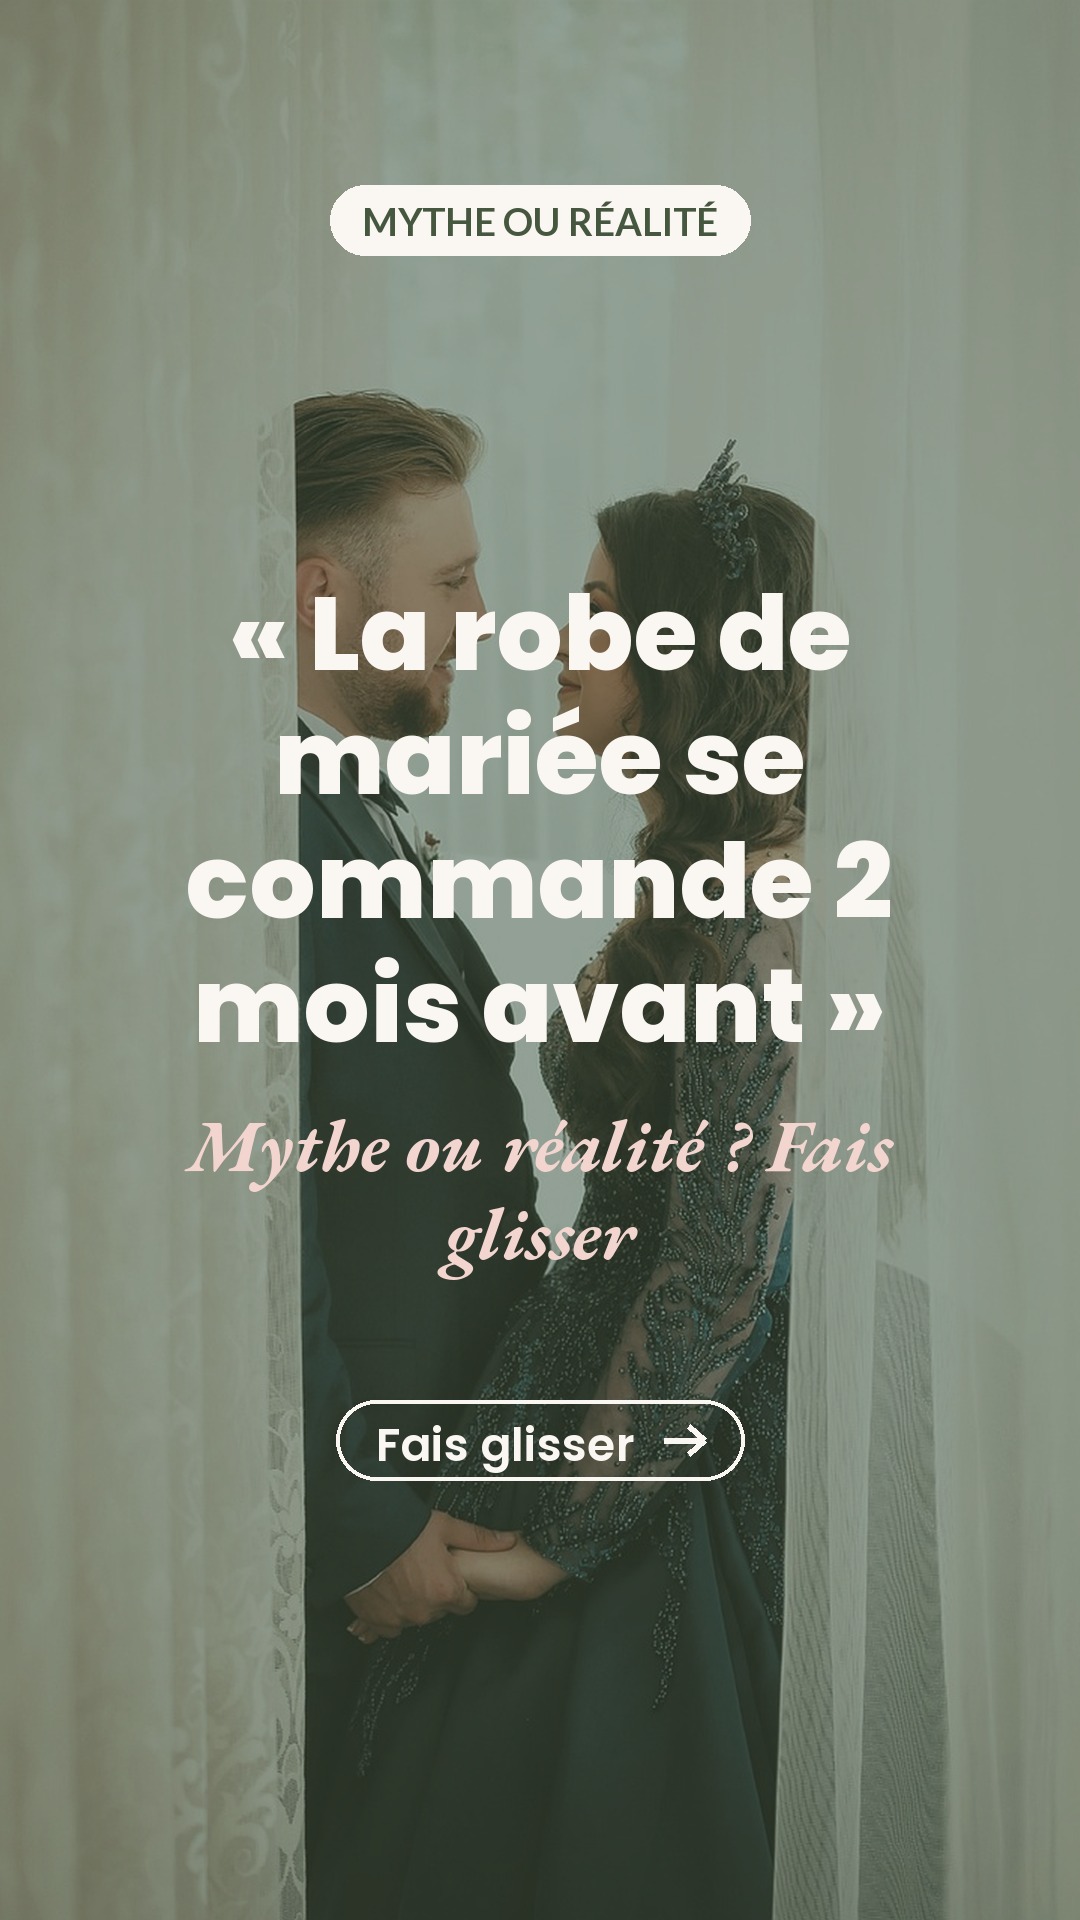 MYTHE OU RÉALITÉ
« La robe de
mariée se
commande 2
mois avant »
Mythe ou réalité ? Fais
glisser
Fais glisser →